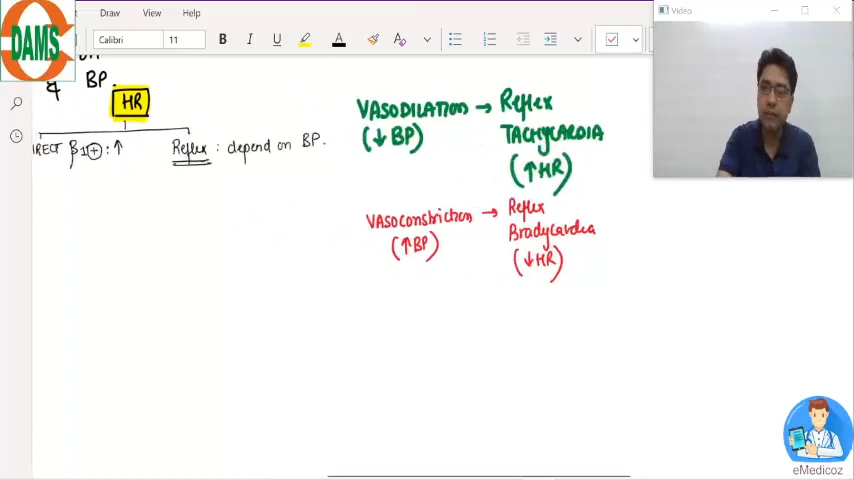 Draw View Help
Calibri 11 B I U A
DAMS
& BP.
HR
IRECT β1 + : ↑
Reflex : depend on BP.
VASODILATION → Reflex
(↓ BP) TACHYCARDIA
(↑ HR)
VASOconstriction → Reflex
(↑ BP) Bradycardia
(↓ HR)
Video
eMedicoz